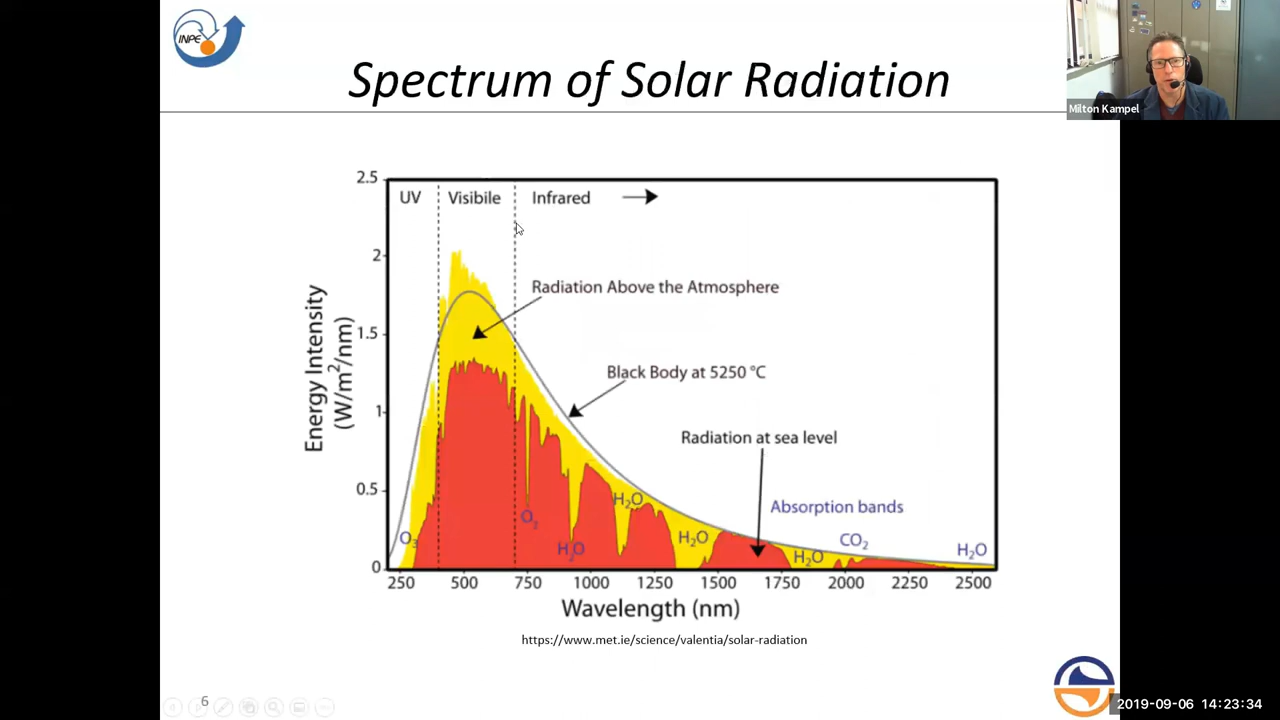 INPE
Spectrum of Solar Radiation
Milton Kampel
UV Visibile Infrared
Radiation Above the Atmosphere
Black Body at 5250 °C
Radiation at sea level
Absorption bands
O3 O2 H2O H2O H2O H2O CO2 H2O
Energy Intensity
(W/m²/nm)
2.5
2
1.5
1
0.5
0
250 500 750 1000 1250 1500 1750 2000 2250 2500
Wavelength (nm)
https://www.met.ie/science/valentia/solar-radiation
6
2019-09-06 14:23:34